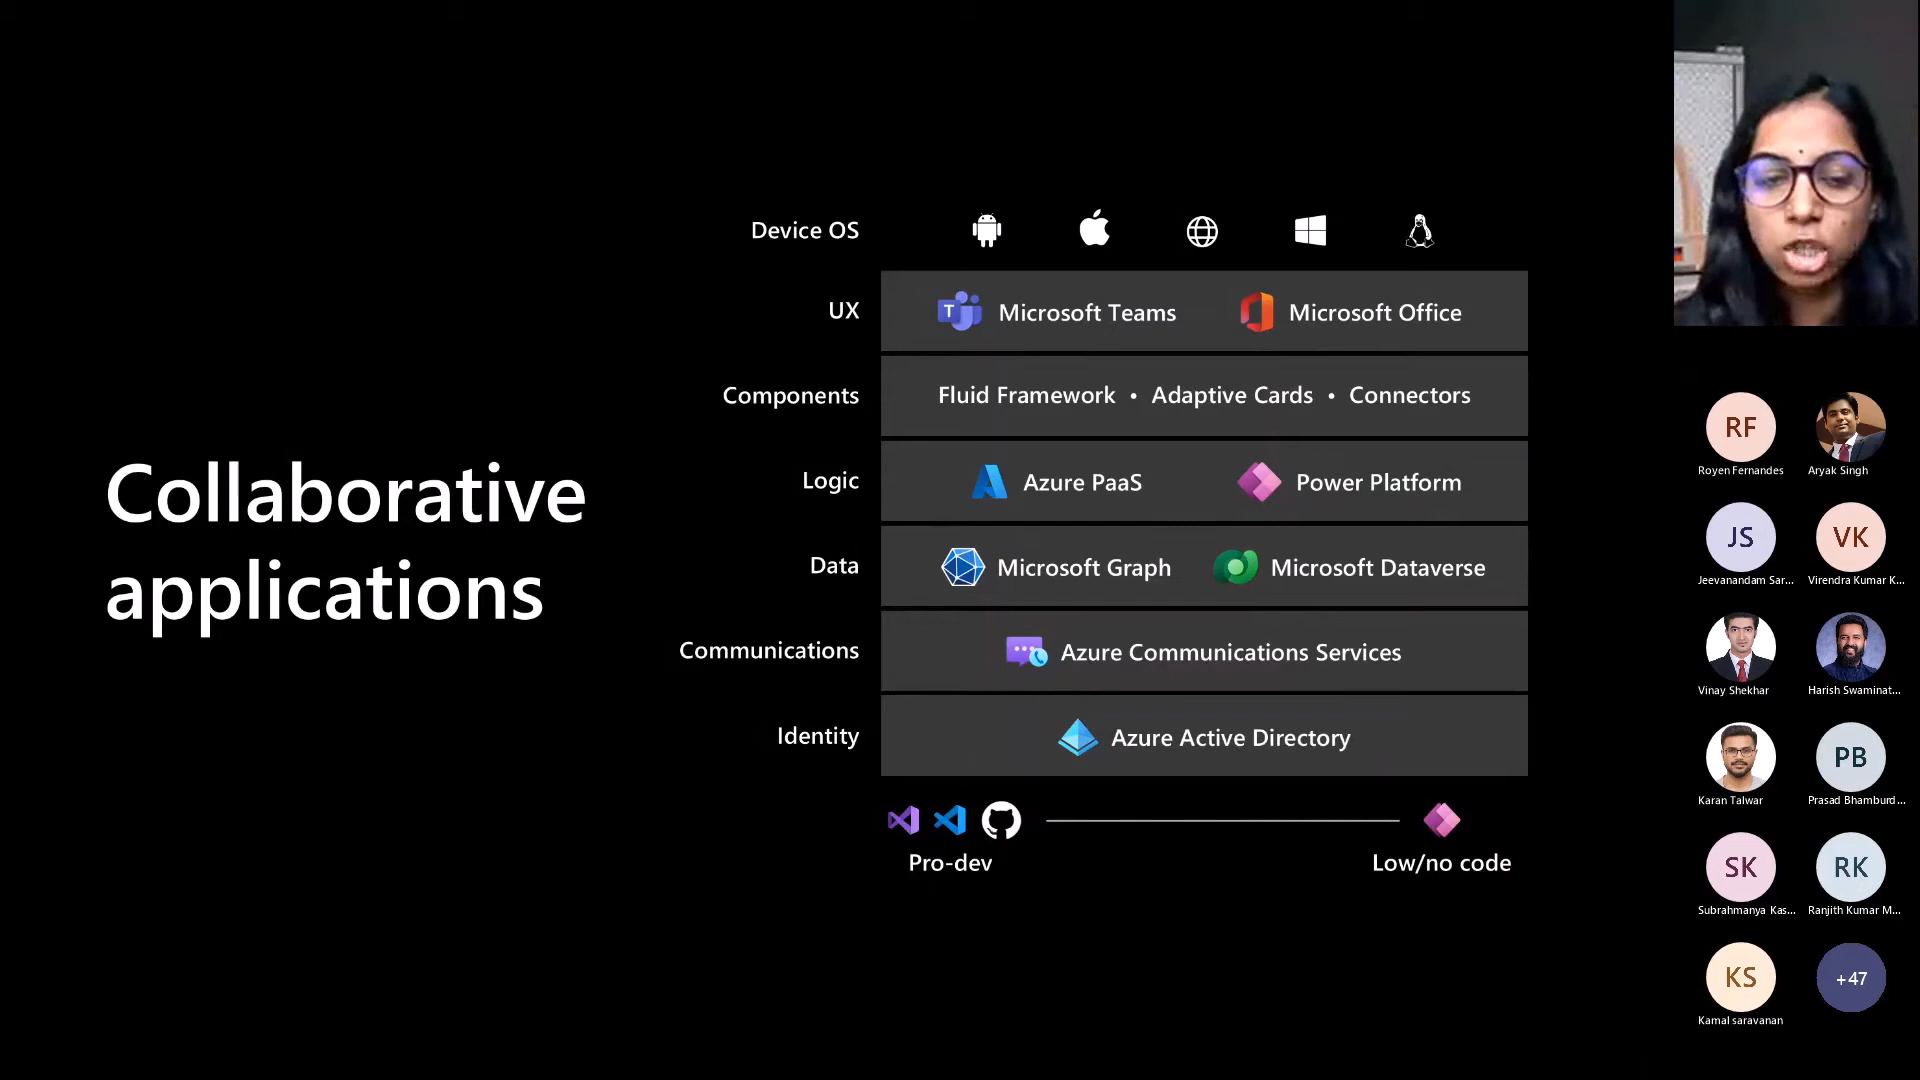 Collaborative
applications
Device OS
UX
T
Microsoft Teams
Microsoft Office
Components
Fluid Framework • Adaptive Cards • Connectors
Logic
Azure PaaS
Power Platform
Data
Microsoft Graph
Microsoft Dataverse
Communications
Azure Communications Services
Identity
Azure Active Directory
Pro-dev
Low/no code
RF
Royen Fernandes
Aryak Singh
JS
Jeevanandam Sar...
VK
Virendra Kumar K...
Vinay Shekhar
Harish Swaminat...
Karan Talwar
PB
Prasad Bhamburd...
SK
Subrahmanya Kas...
RK
Ranjith Kumar M...
KS
Kamal saravanan
+47